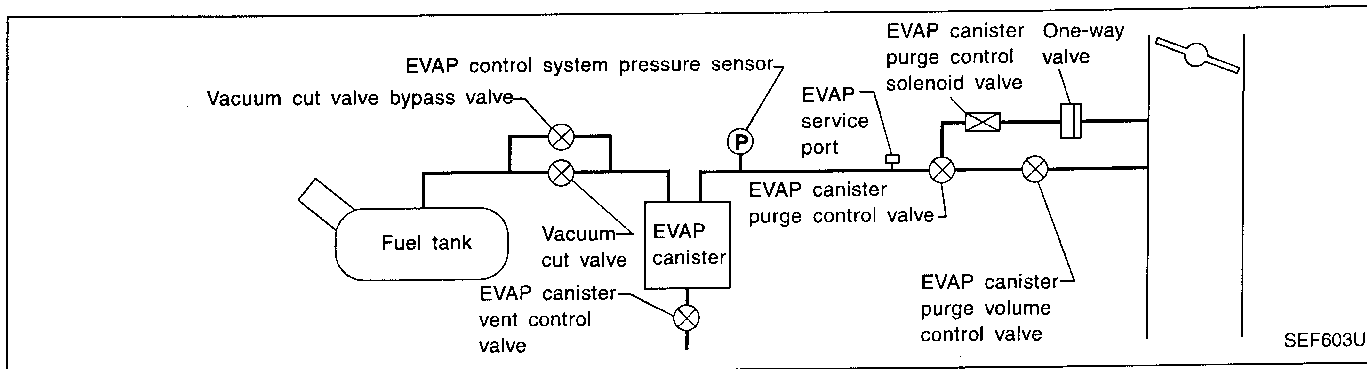 EVAP canister
purge control
solenoid valve
One-way
valve
EVAP control system pressure sensor
Vacuum cut valve bypass valve
EVAP
service
port
P
EVAP canister
purge control valve
Fuel tank
Vacuum
cut valve
EVAP
canister
EVAP canister
vent control
valve
EVAP canister
purge volume
control valve
SEF603U